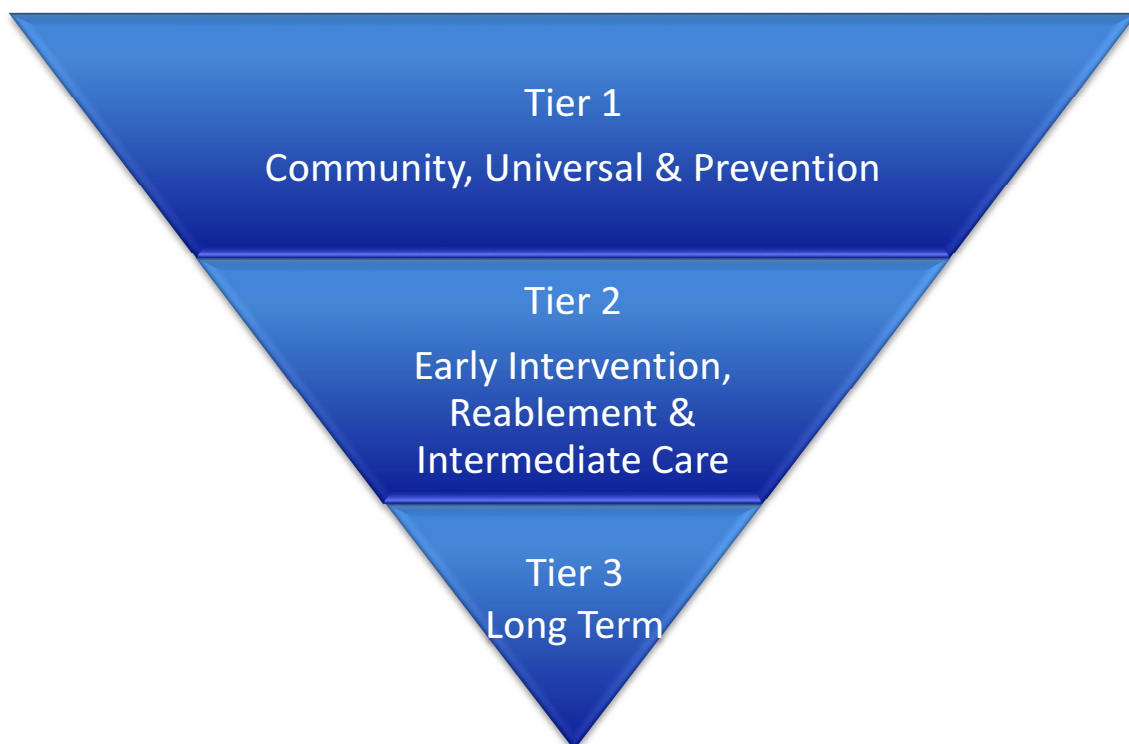 Tier 1
Community, Universal & Prevention
Tier 2
Early Intervention,
Reablement &
Intermediate Care
Tier 3
Long Term